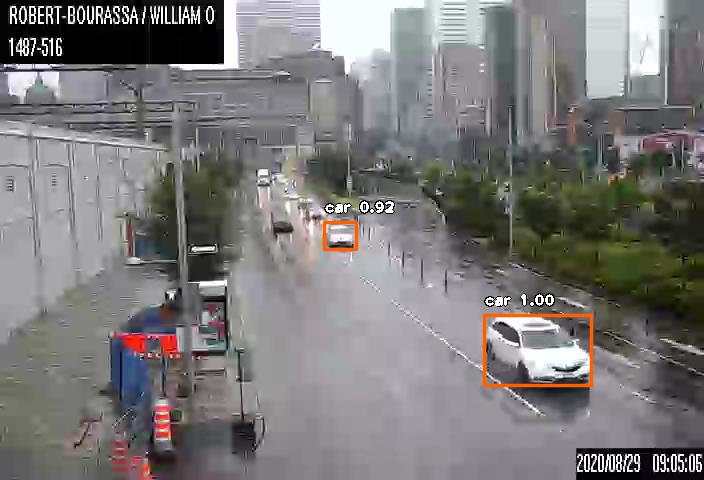 ROBERT-BOURASSA / WILLIAM O
1487-516
car 0.92
car 1.00
2020/08/29 09:05:06